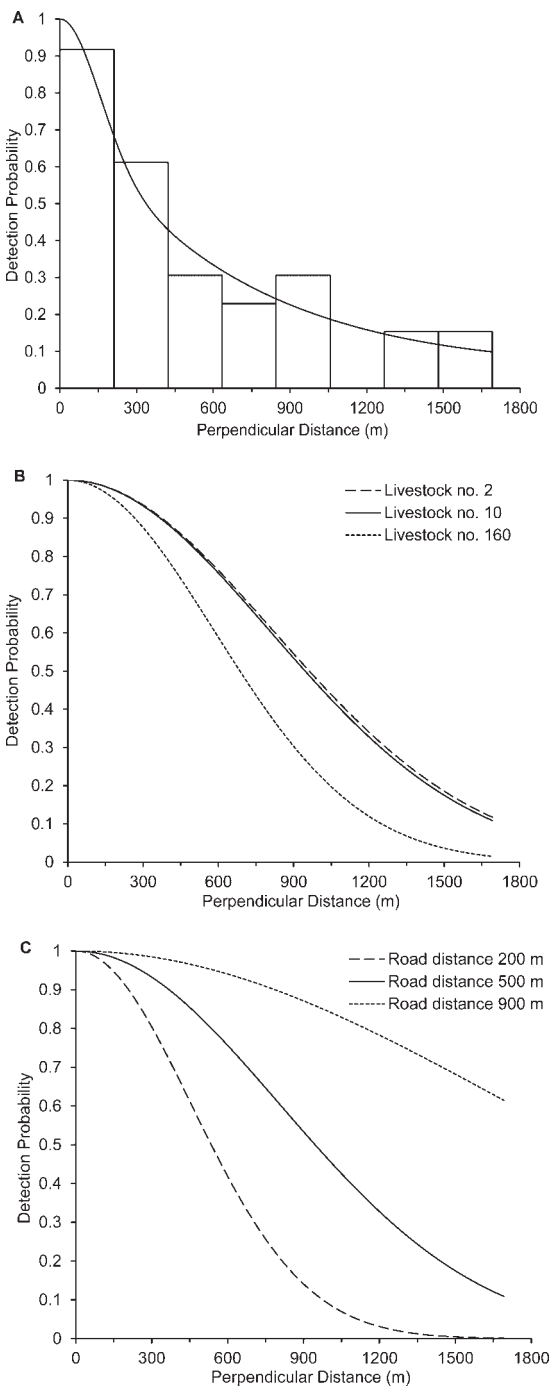 A
1
0.9
0.8
0.7
0.6
0.5
0.4
0.3
0.2
0.1
0
Detection Probability
0 300 600 900 1200 1500 1800
Perpendicular Distance (m)
B
1
0.9
0.8
0.7
0.6
0.5
0.4
0.3
0.2
0.1
0
Detection Probability
Livestock no. 2
Livestock no. 10
Livestock no. 160
0 300 600 900 1200 1500 1800
Perpendicular Distance (m)
C
1
0.9
0.8
0.7
0.6
0.5
0.4
0.3
0.2
0.1
0
Detection Probability
Road distance 200 m
Road distance 500 m
Road distance 900 m
0 300 600 900 1200 1500 1800
Perpendicular Distance (m)